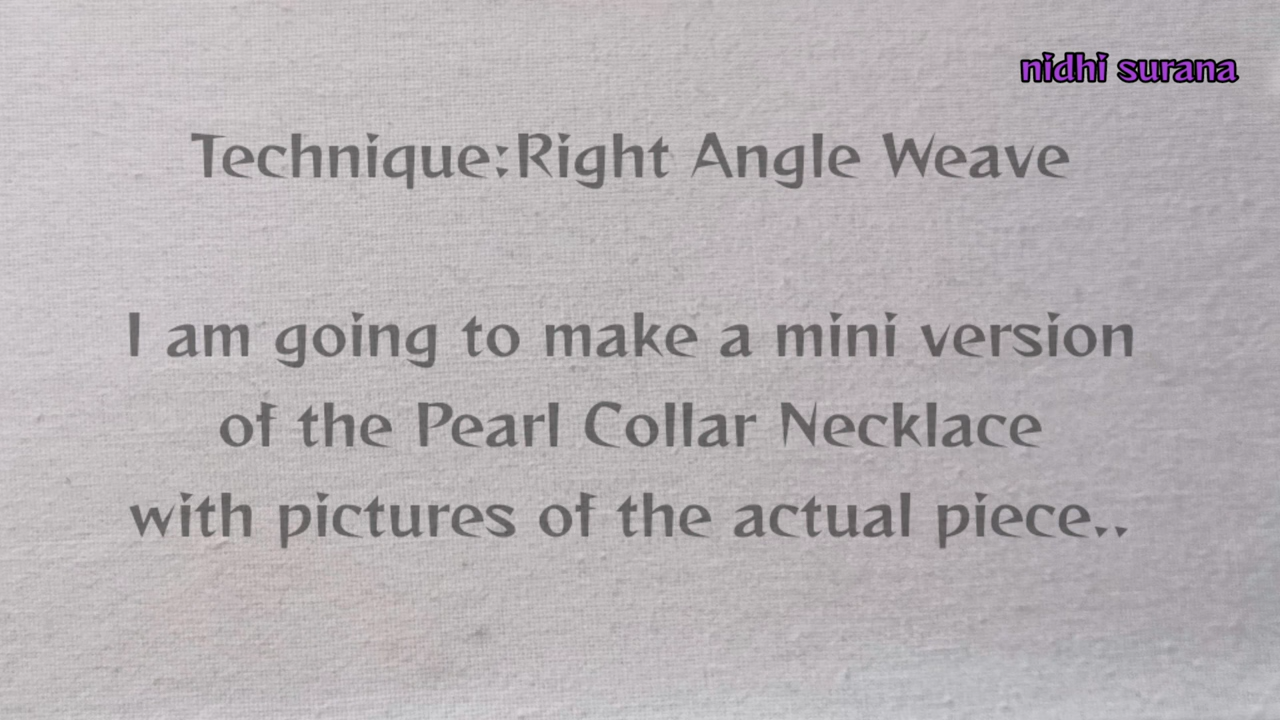 nidhi surana
Technique:Right Angle Weave
I am going to make a mini version
of the Pearl Collar Necklace
with pictures of the actual piece..